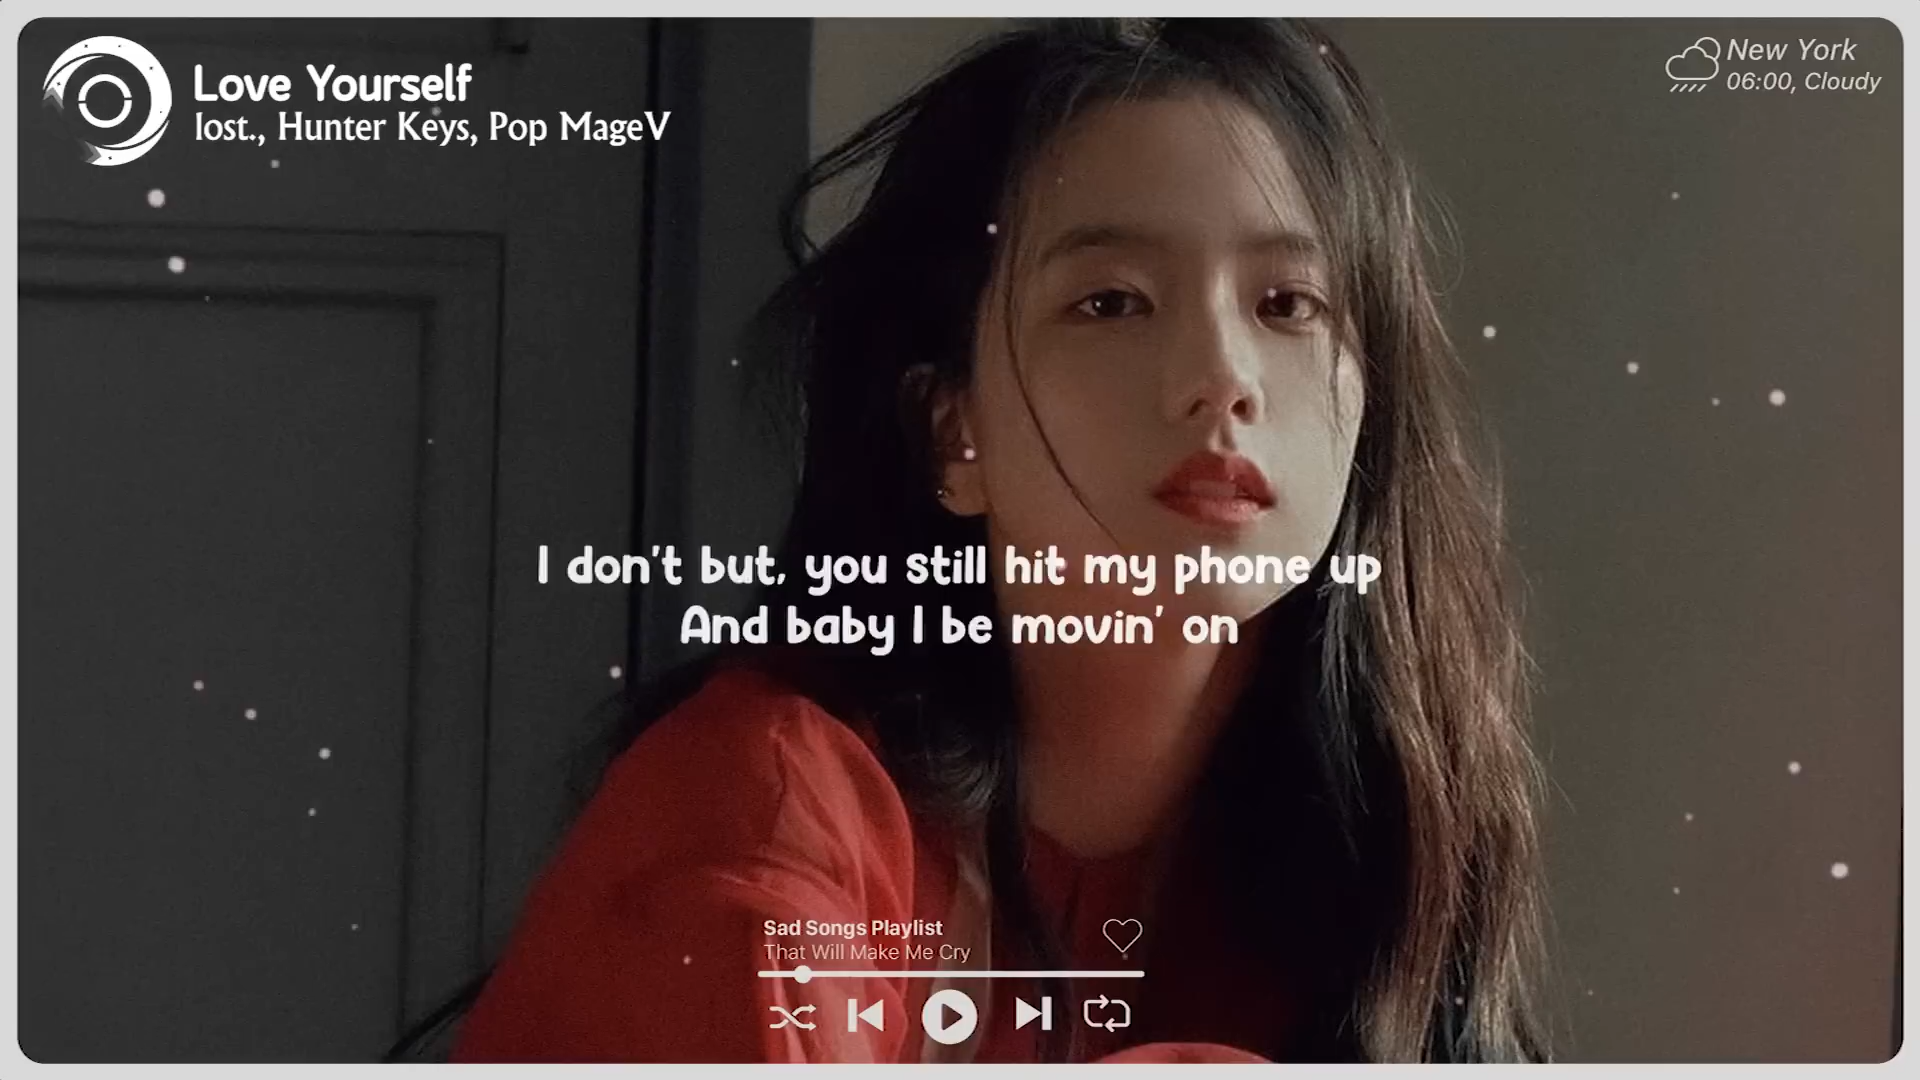 Love Yourself
lost., Hunter Keys, Pop MageV
New York
06:00, Cloudy
I don't but, you still hit my phone up
And baby I be movin' on
Sad Songs Playlist
That Will Make Me Cry